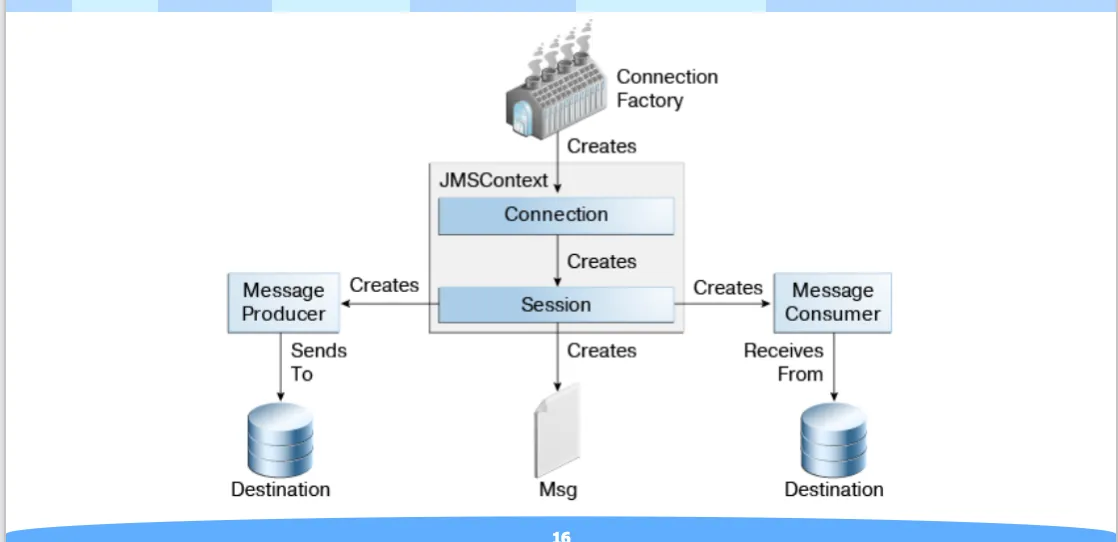 Connection
Factory
Creates
JMSContext
Connection
Creates
Creates
Creates
Message
Producer
Session
Message
Consumer
Sends
To
Creates
Receives
From
Destination
Msg
Destination
16